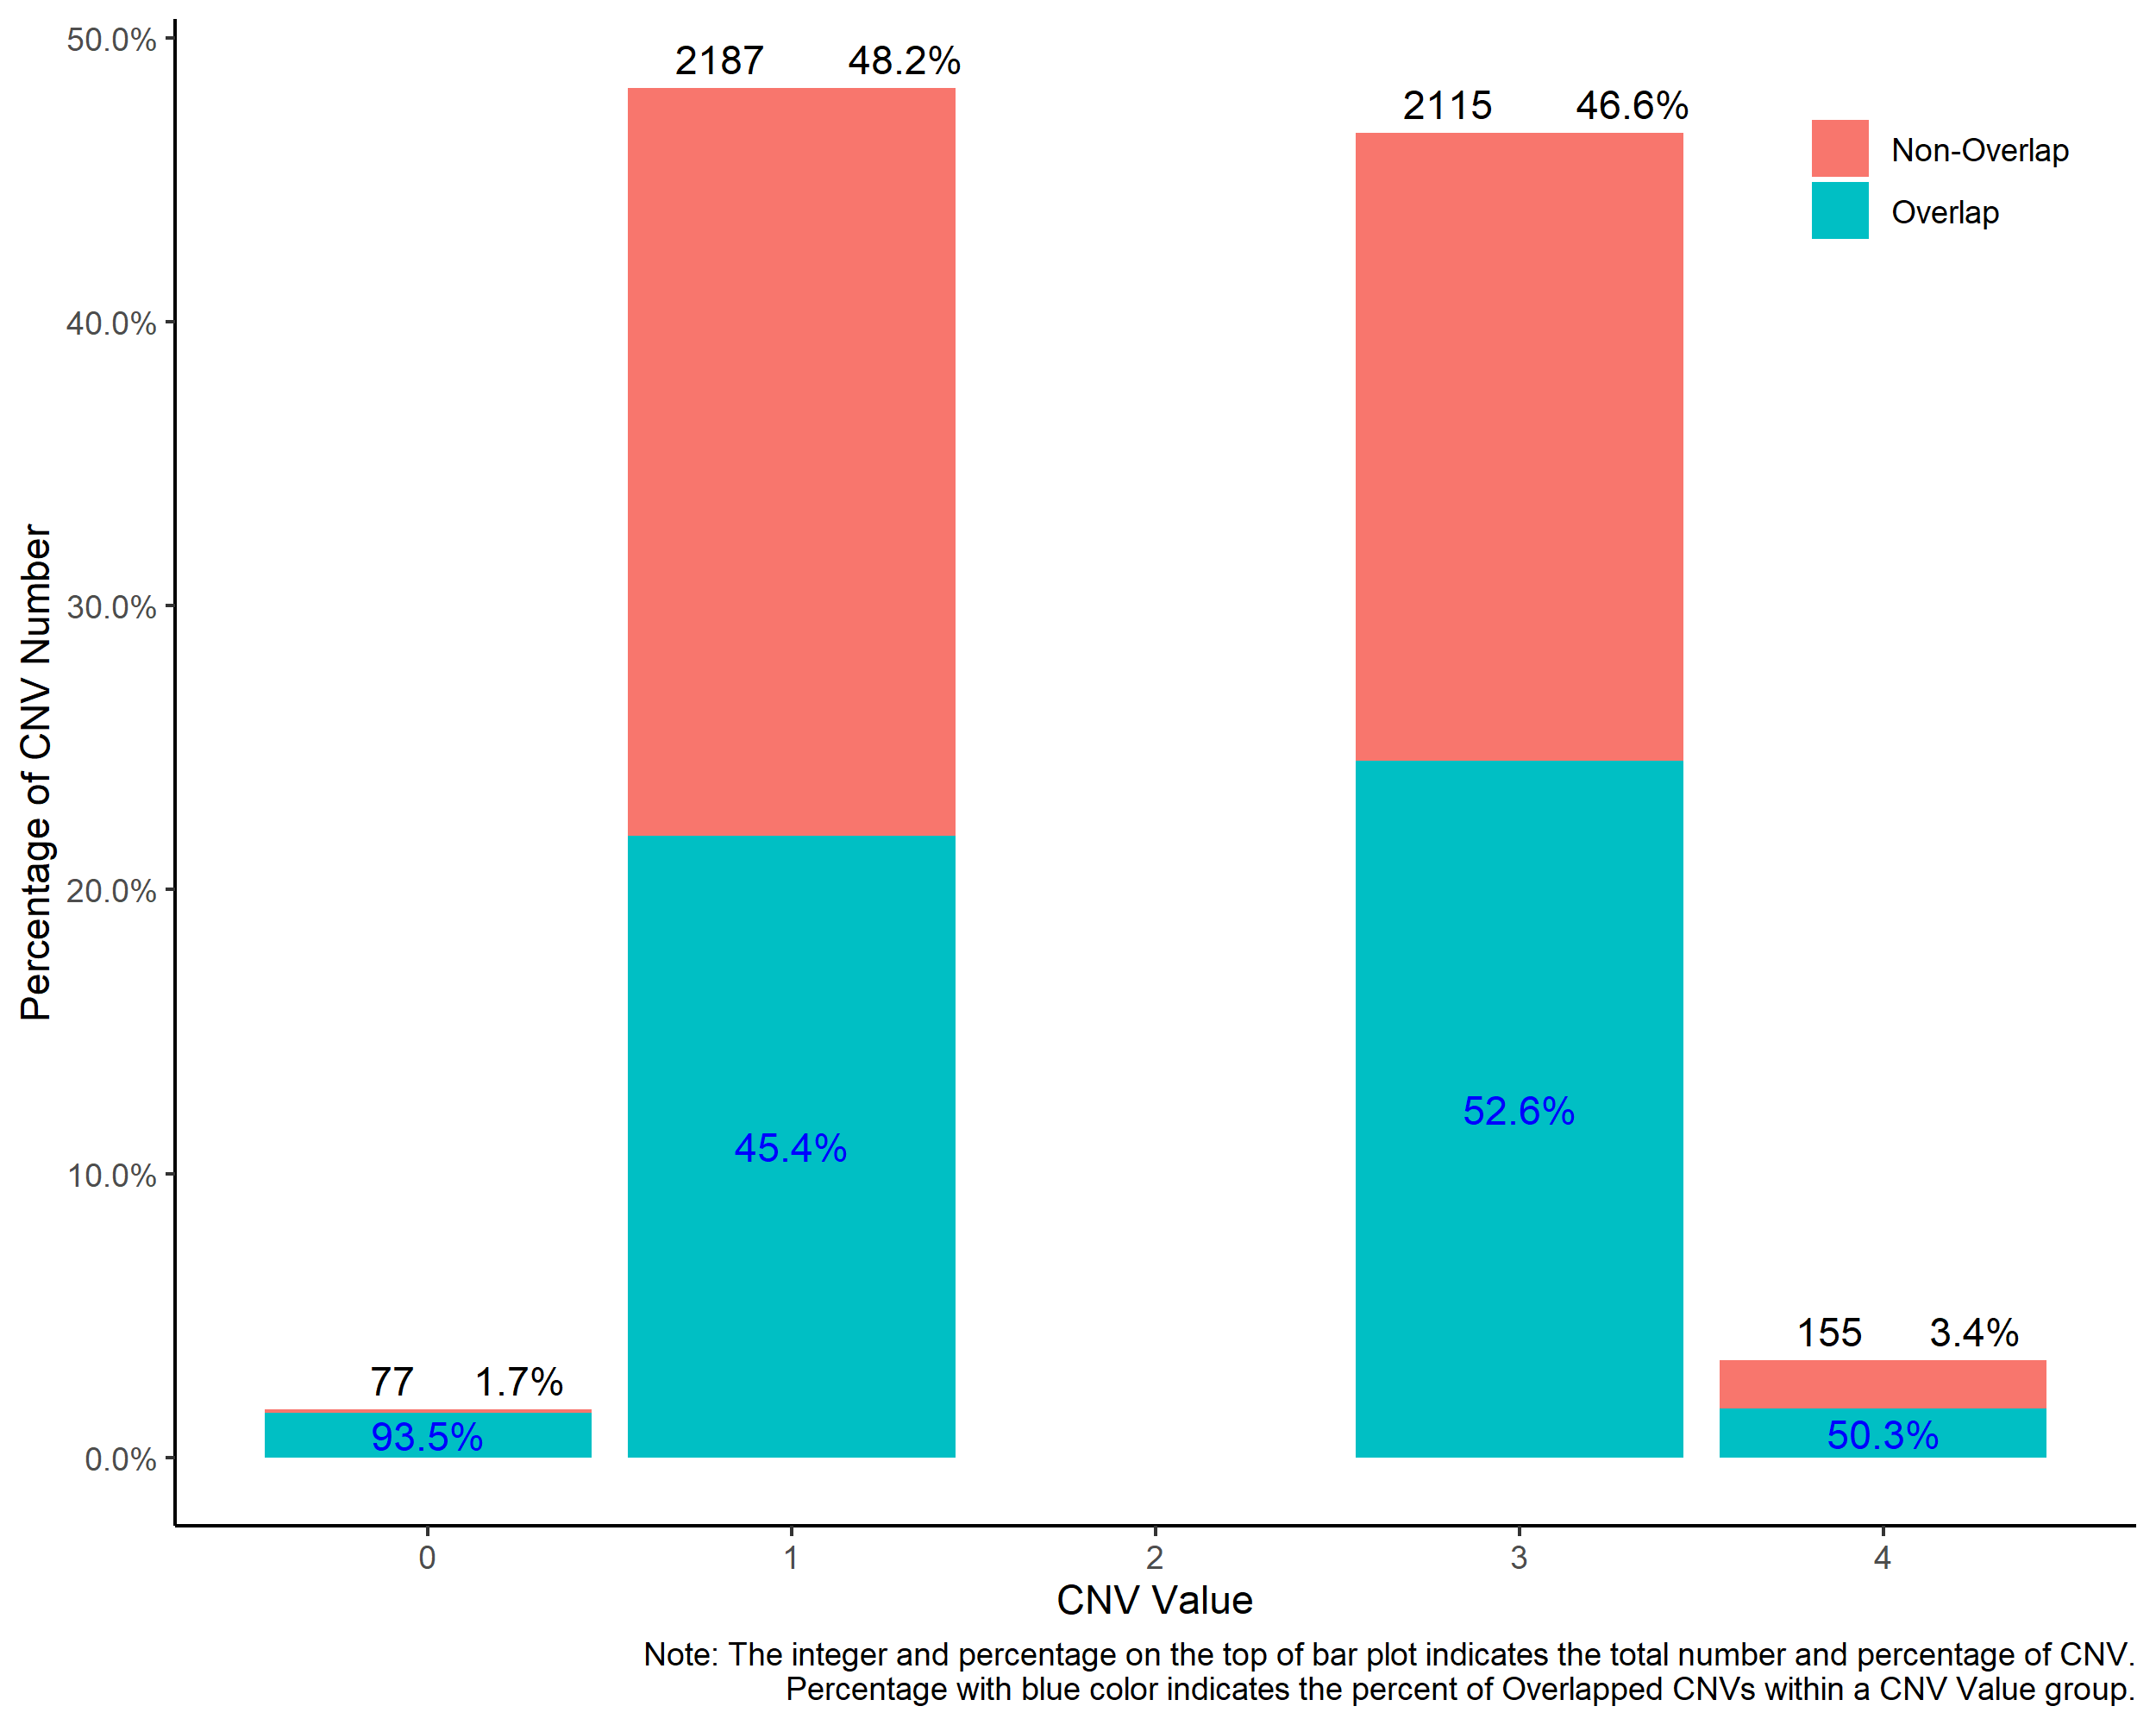 50.0%
40.0%
30.0%
20.0%
10.0%
0.0%
Percentage of CNV Number
2187 48.2%
2115 46.6%
Non-Overlap
Overlap
52.6%
45.4%
155 3.4%
77 1.7%
93.5%
50.3%
0 1 2 3 4
CNV Value
Note: The integer and percentage on the top of bar plot indicates the total number and percentage of CNV.
Percentage with blue color indicates the percent of Overlapped CNVs within a CNV Value group.